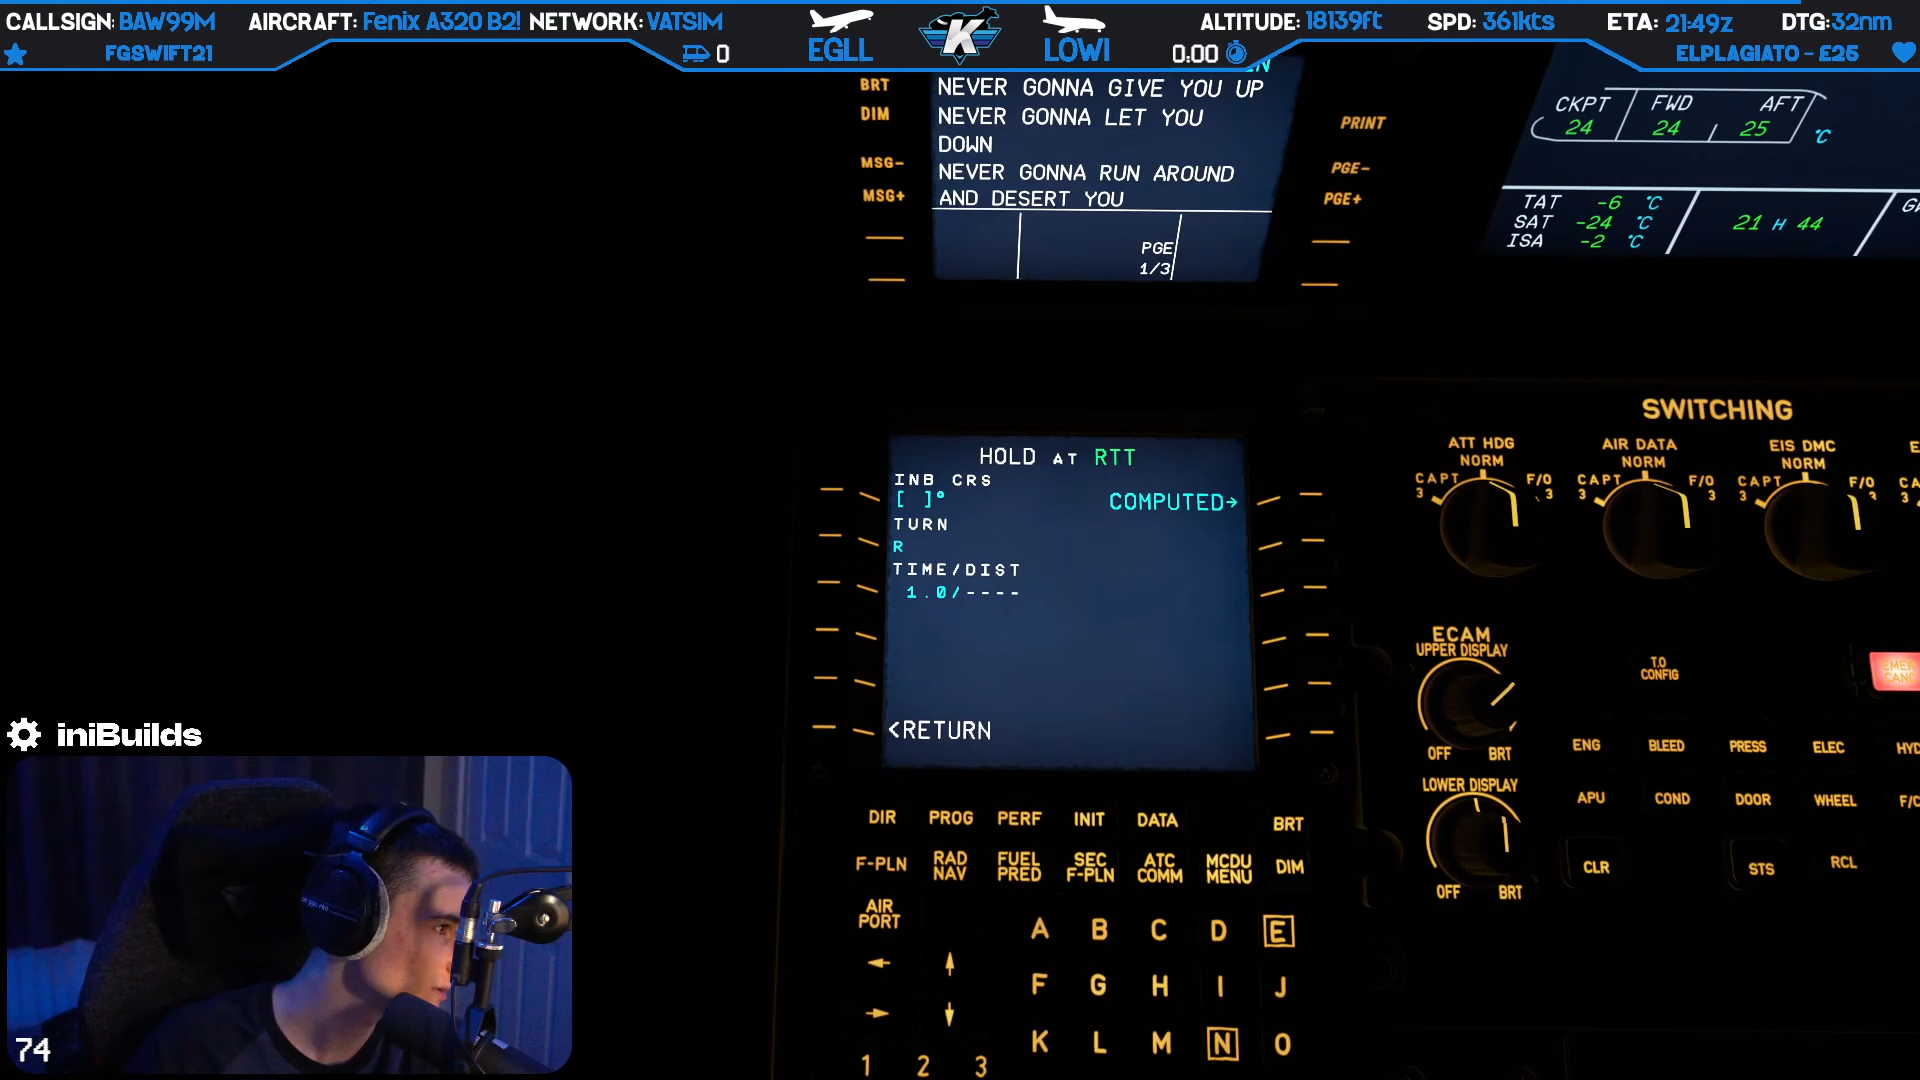 CALLSIGN: BAW99M AIRCRAFT: Fenix A320 B2! NETWORK: VATSIM EGLL K LOWI ALTITUDE: 18139ft SPD: 361kts ETA: 21:49z DTG: 32nm
FGSWIFT21 0 0:00 ELPLAGIATO - £25
BRT NEVER GONNA GIVE YOU UP
DIM NEVER GONNA LET YOU PRINT
DOWN
MSG- NEVER GONNA RUN AROUND PGE-
MSG+ AND DESERT YOU PGE+
PGE
1/3
CKPT FWD AFT
24 24 25 °C
TAT -6 °C
SAT -24 °C 21 H 44
ISA -2 °C
HOLD AT RTT
INB CRS
[ ]° COMPUTED→
TURN
R
TIME/DIST
1.0/----
<RETURN
SWITCHING
ATT HDG AIR DATA EIS DMC
NORM NORM NORM
CAPT F/O CAPT F/O CAPT F/O
3 3 3 3 3 3
ECAM
UPPER DISPLAY
T.O
CONFIG
EMER
CANC
OFF BRT
ENG BLEED PRESS ELEC HYD
LOWER DISPLAY
APU COND DOOR WHEEL F/C
OFF BRT
CLR STS RCL
DIR PROG PERF INIT DATA BRT
F-PLN RAD NAV FUEL PRED SEC F-PLN ATC COMM MCDU MENU DIM
AIR PORT
A B C D E
F G H I J
K L M N O
1 2 3
iniBuilds
74